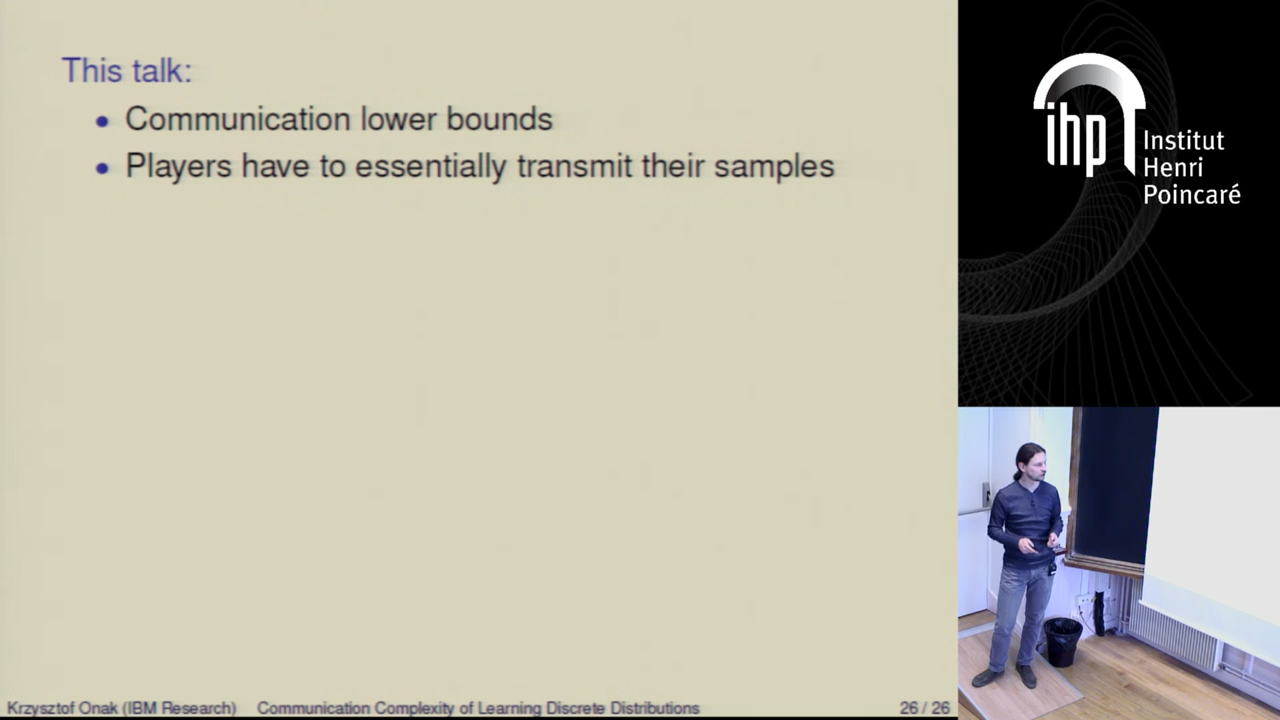 This talk:
• Communication lower bounds
• Players have to essentially transmit their samples
Krzysztof Onak (IBM Research) Communication Complexity of Learning Discrete Distributions 26 / 26
ihp Institut
Henri
Poincaré